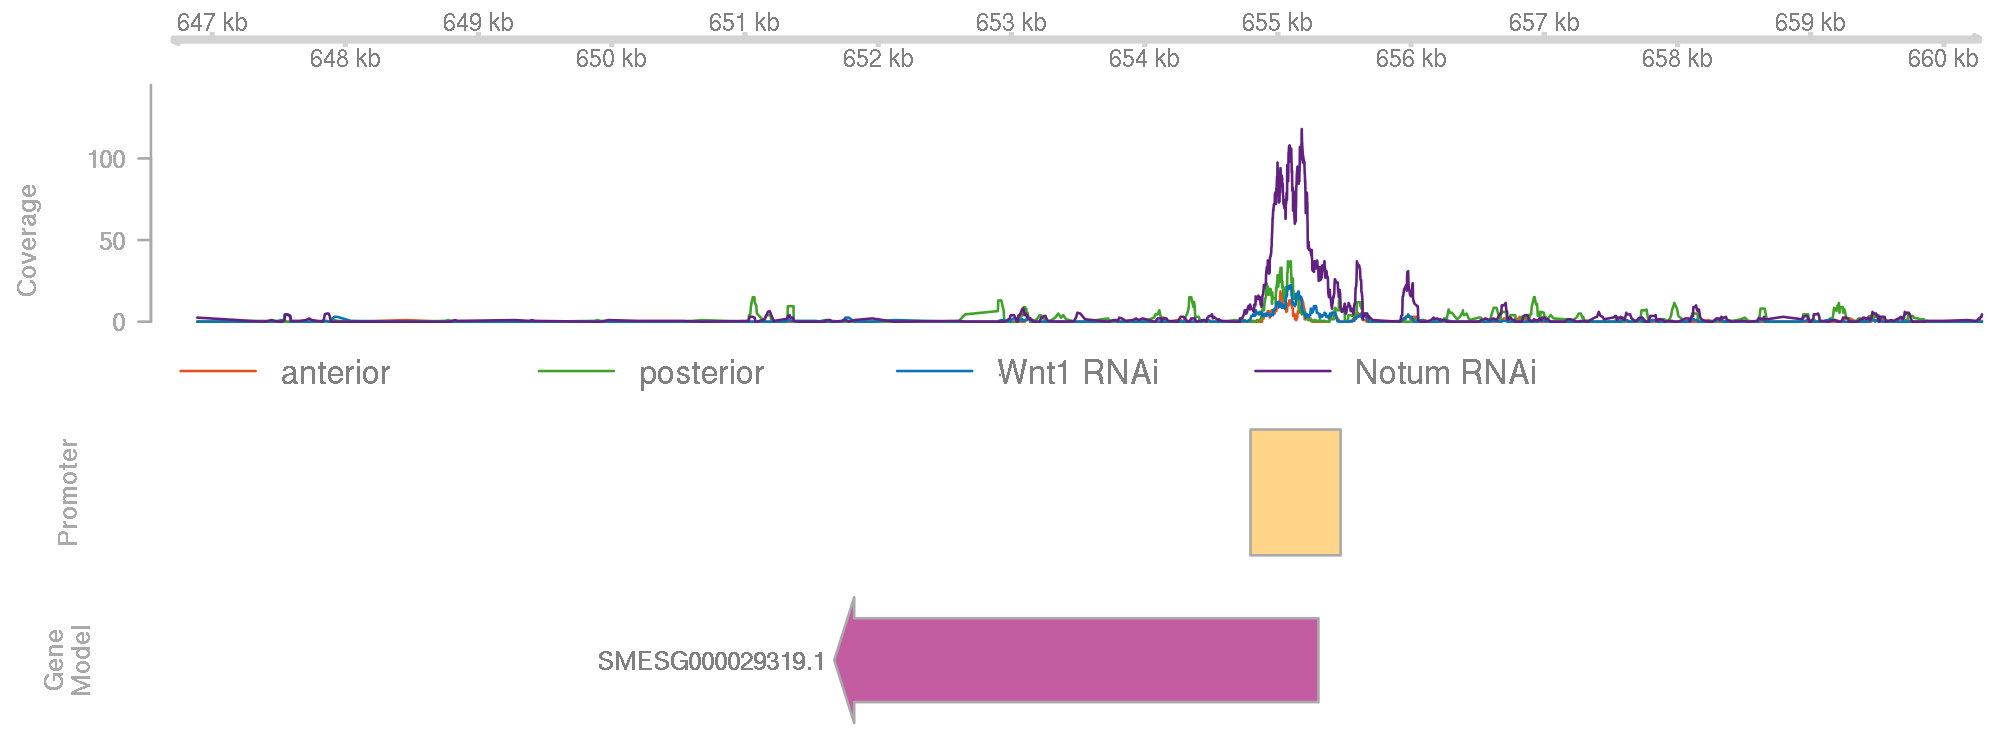 647 kb 649 kb 651 kb 653 kb 655 kb 657 kb 659 kb
648 kb 650 kb 652 kb 654 kb 656 kb 658 kb 660 kb
Coverage
100
50
0
anterior posterior Wnt1 RNAi Notum RNAi
Promoter
Gene
Model
SMESG000029319.1